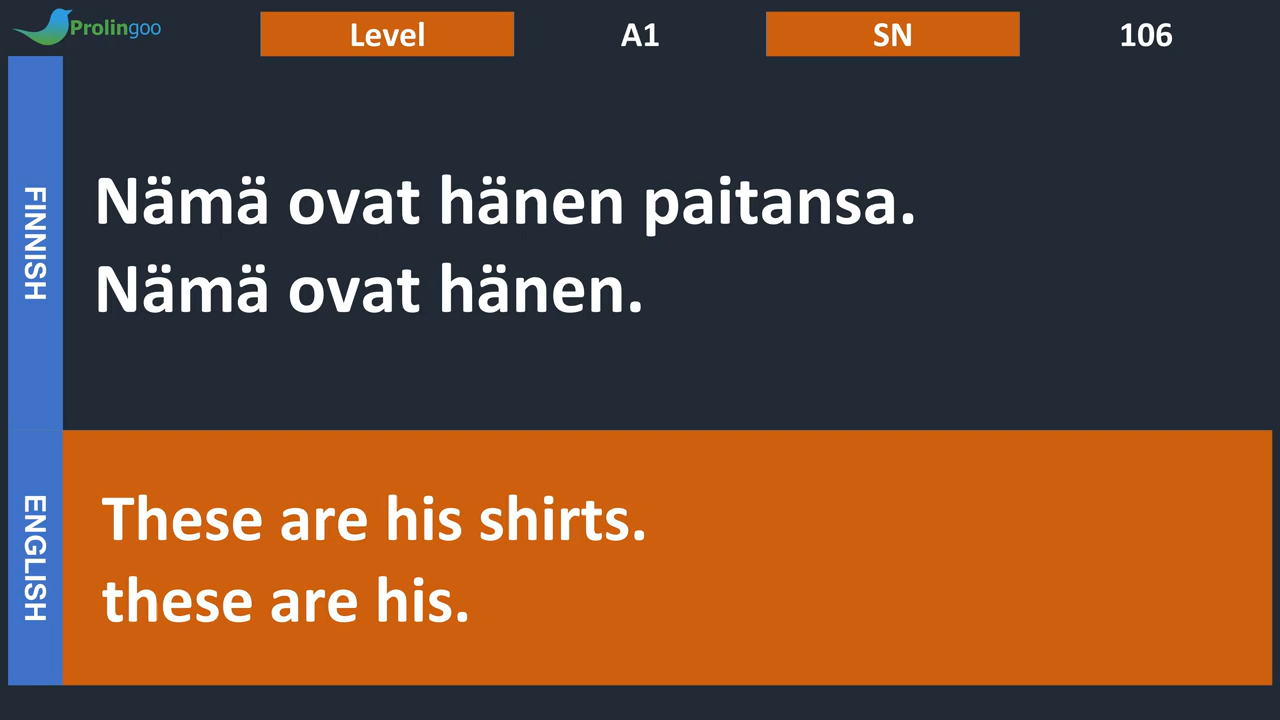 Prolingoo
Level A1 SN 106
FINNISH
Nämä ovat hänen paitansa.
Nämä ovat hänen.
ENGLISH
These are his shirts.
these are his.